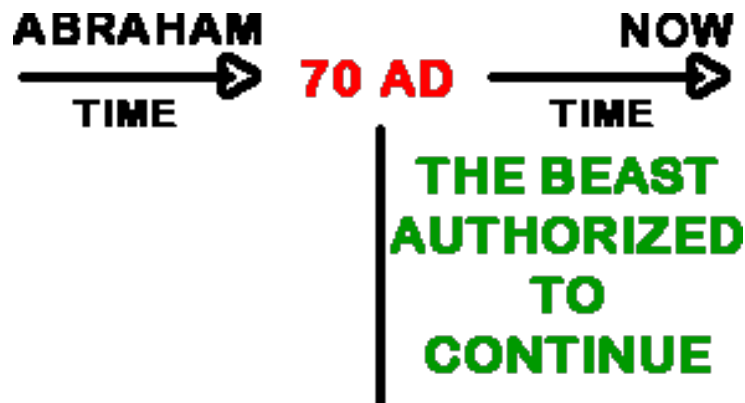 ABRAHAM NOW
70 AD
TIME TIME
THE BEAST
AUTHORIZED
TO
CONTINUE